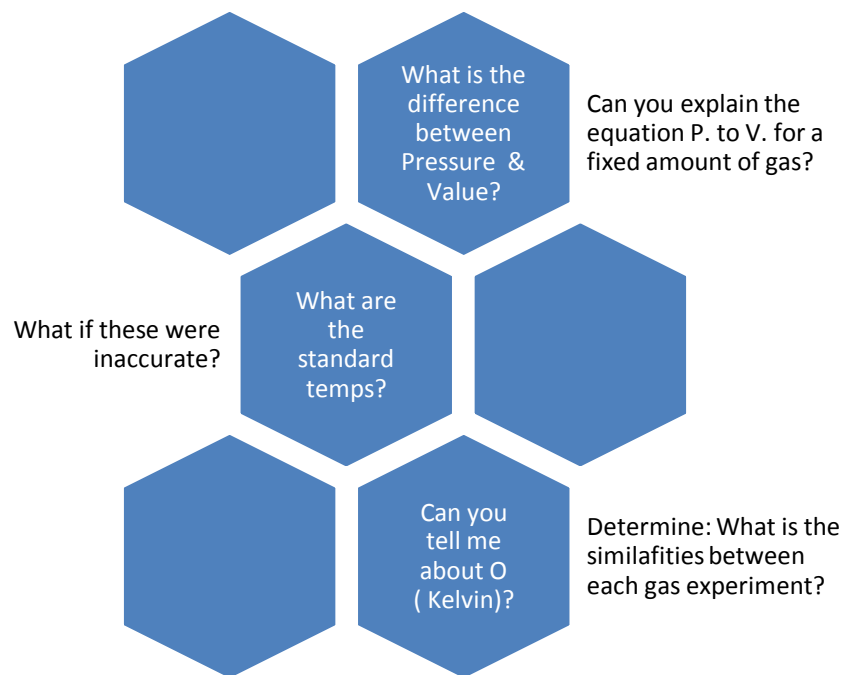 What is the
difference
between
Pressure &
Value?
Can you explain the
equation P. to V. for a
fixed amount of gas?
What if these were
inaccurate?
What are
the
standard
temps?
Can you
tell me
about O
( Kelvin)?
Determine: What is the
similafities between
each gas experiment?